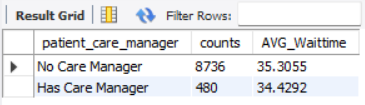 Result Grid Filter Rows:
patient_care_manager counts AVG_Waittime
No Care Manager 8736 35.3055
Has Care Manager 480 34.4292